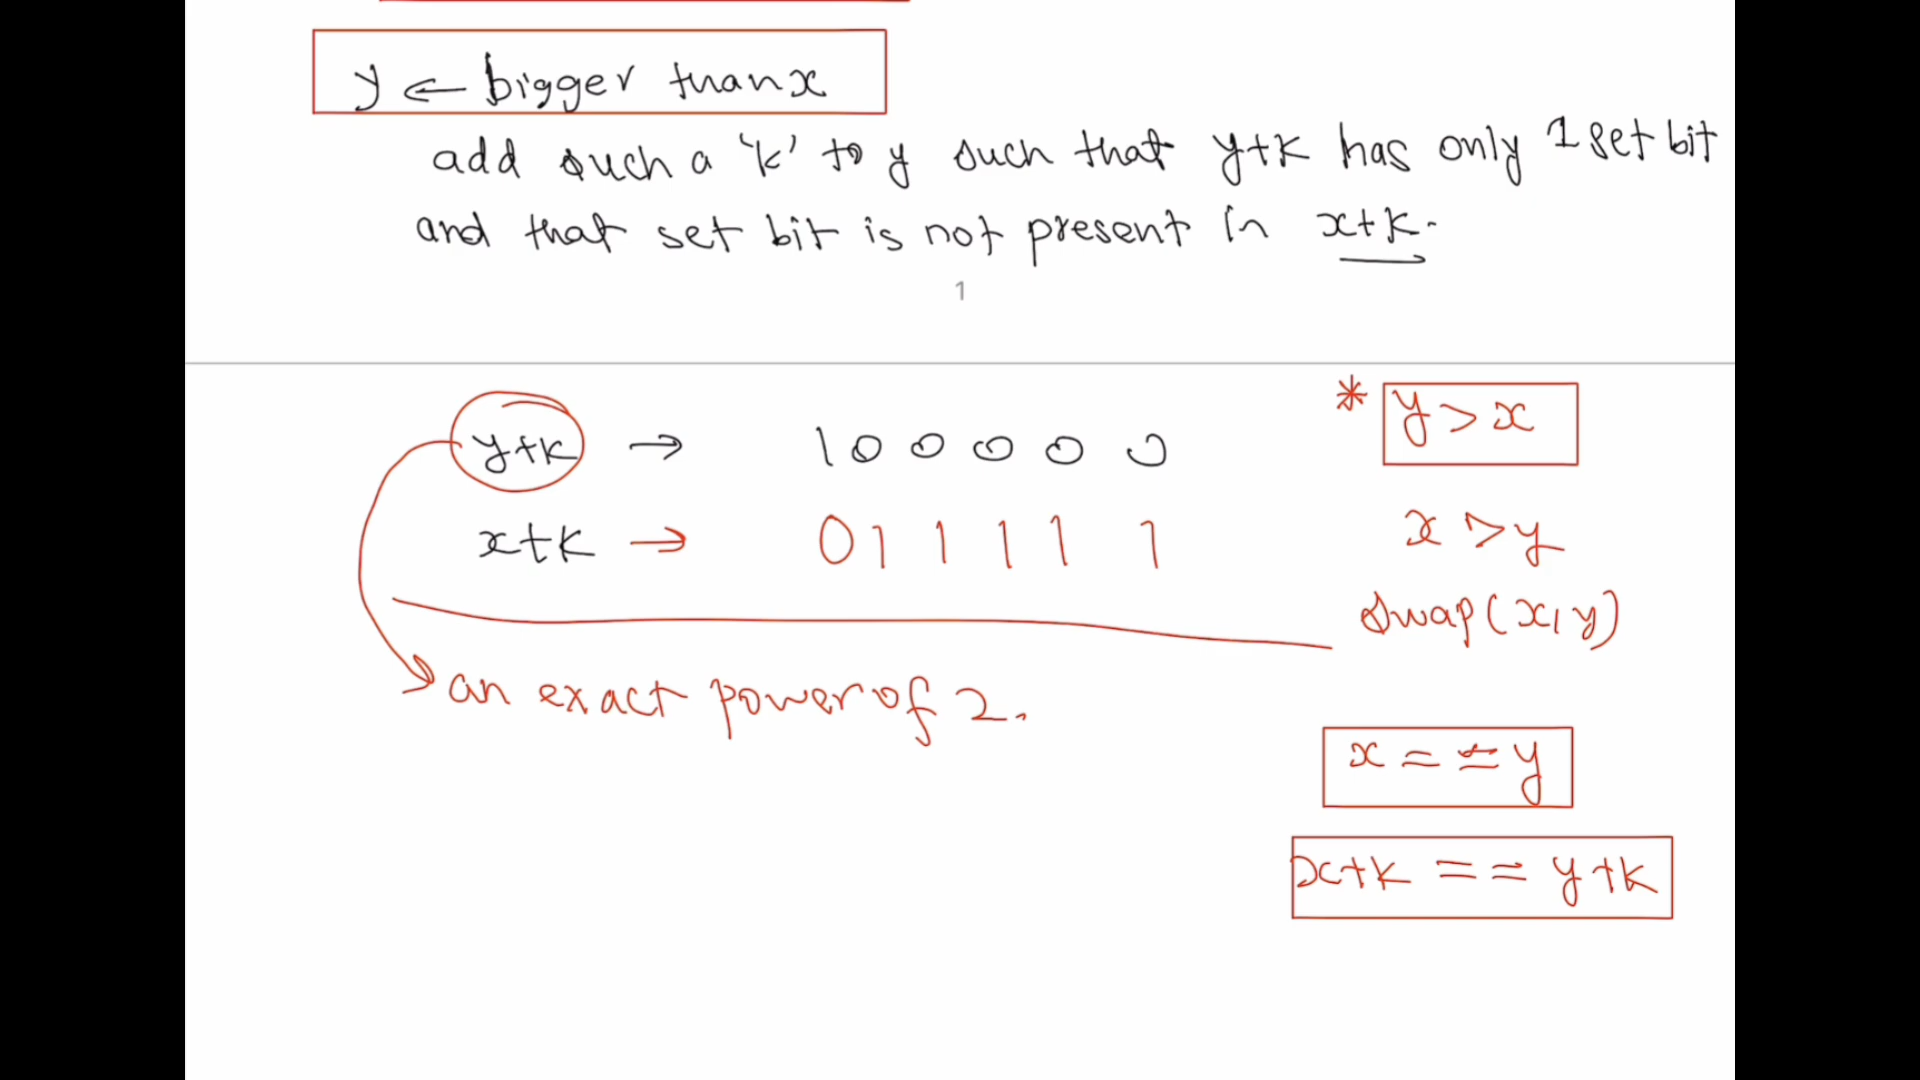 y ← bigger than x
add such a 'k' to y such that y+k has only 1 set bit
and that set bit is not present in x+k.
1
y+k → 1 0 0 0 0 0
* y > x
x+k → 0 1 1 1 1 1
x > y
swap(x,y)
an exact power of 2.
x == y
x+k == y+k